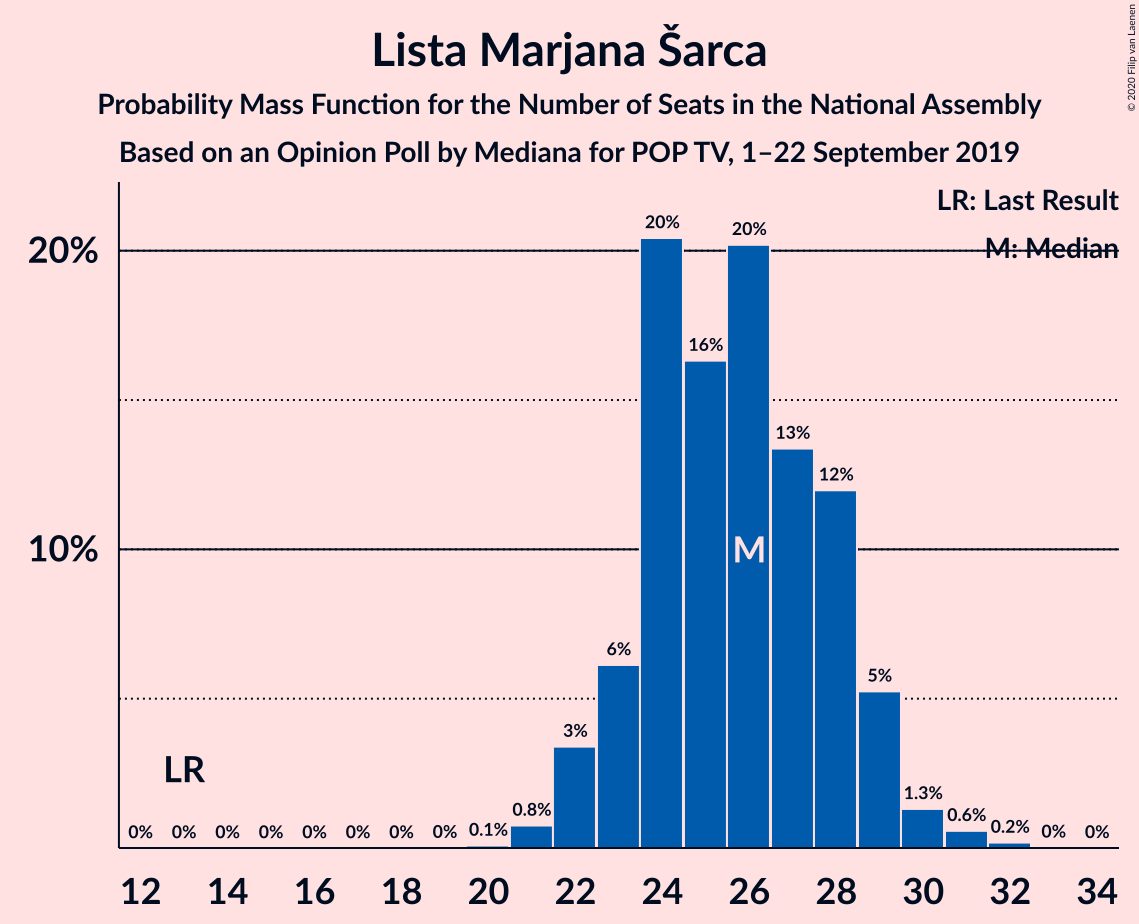 Lista Marjana Šarca
Probability Mass Function for the Number of Seats in the National Assembly
Based on an Opinion Poll by Mediana for POP TV, 1–22 September 2019
© 2020 Filip van Laenen
LR: Last Result
M: Median
20%
10%
20%
20%
16%
13%
12%
M
6%
5%
3%
LR
1.3%
0.8%
0.6%
0% 0% 0% 0% 0% 0% 0% 0% 0.1% 0.2% 0% 0%
12 14 16 18 20 22 24 26 28 30 32 34